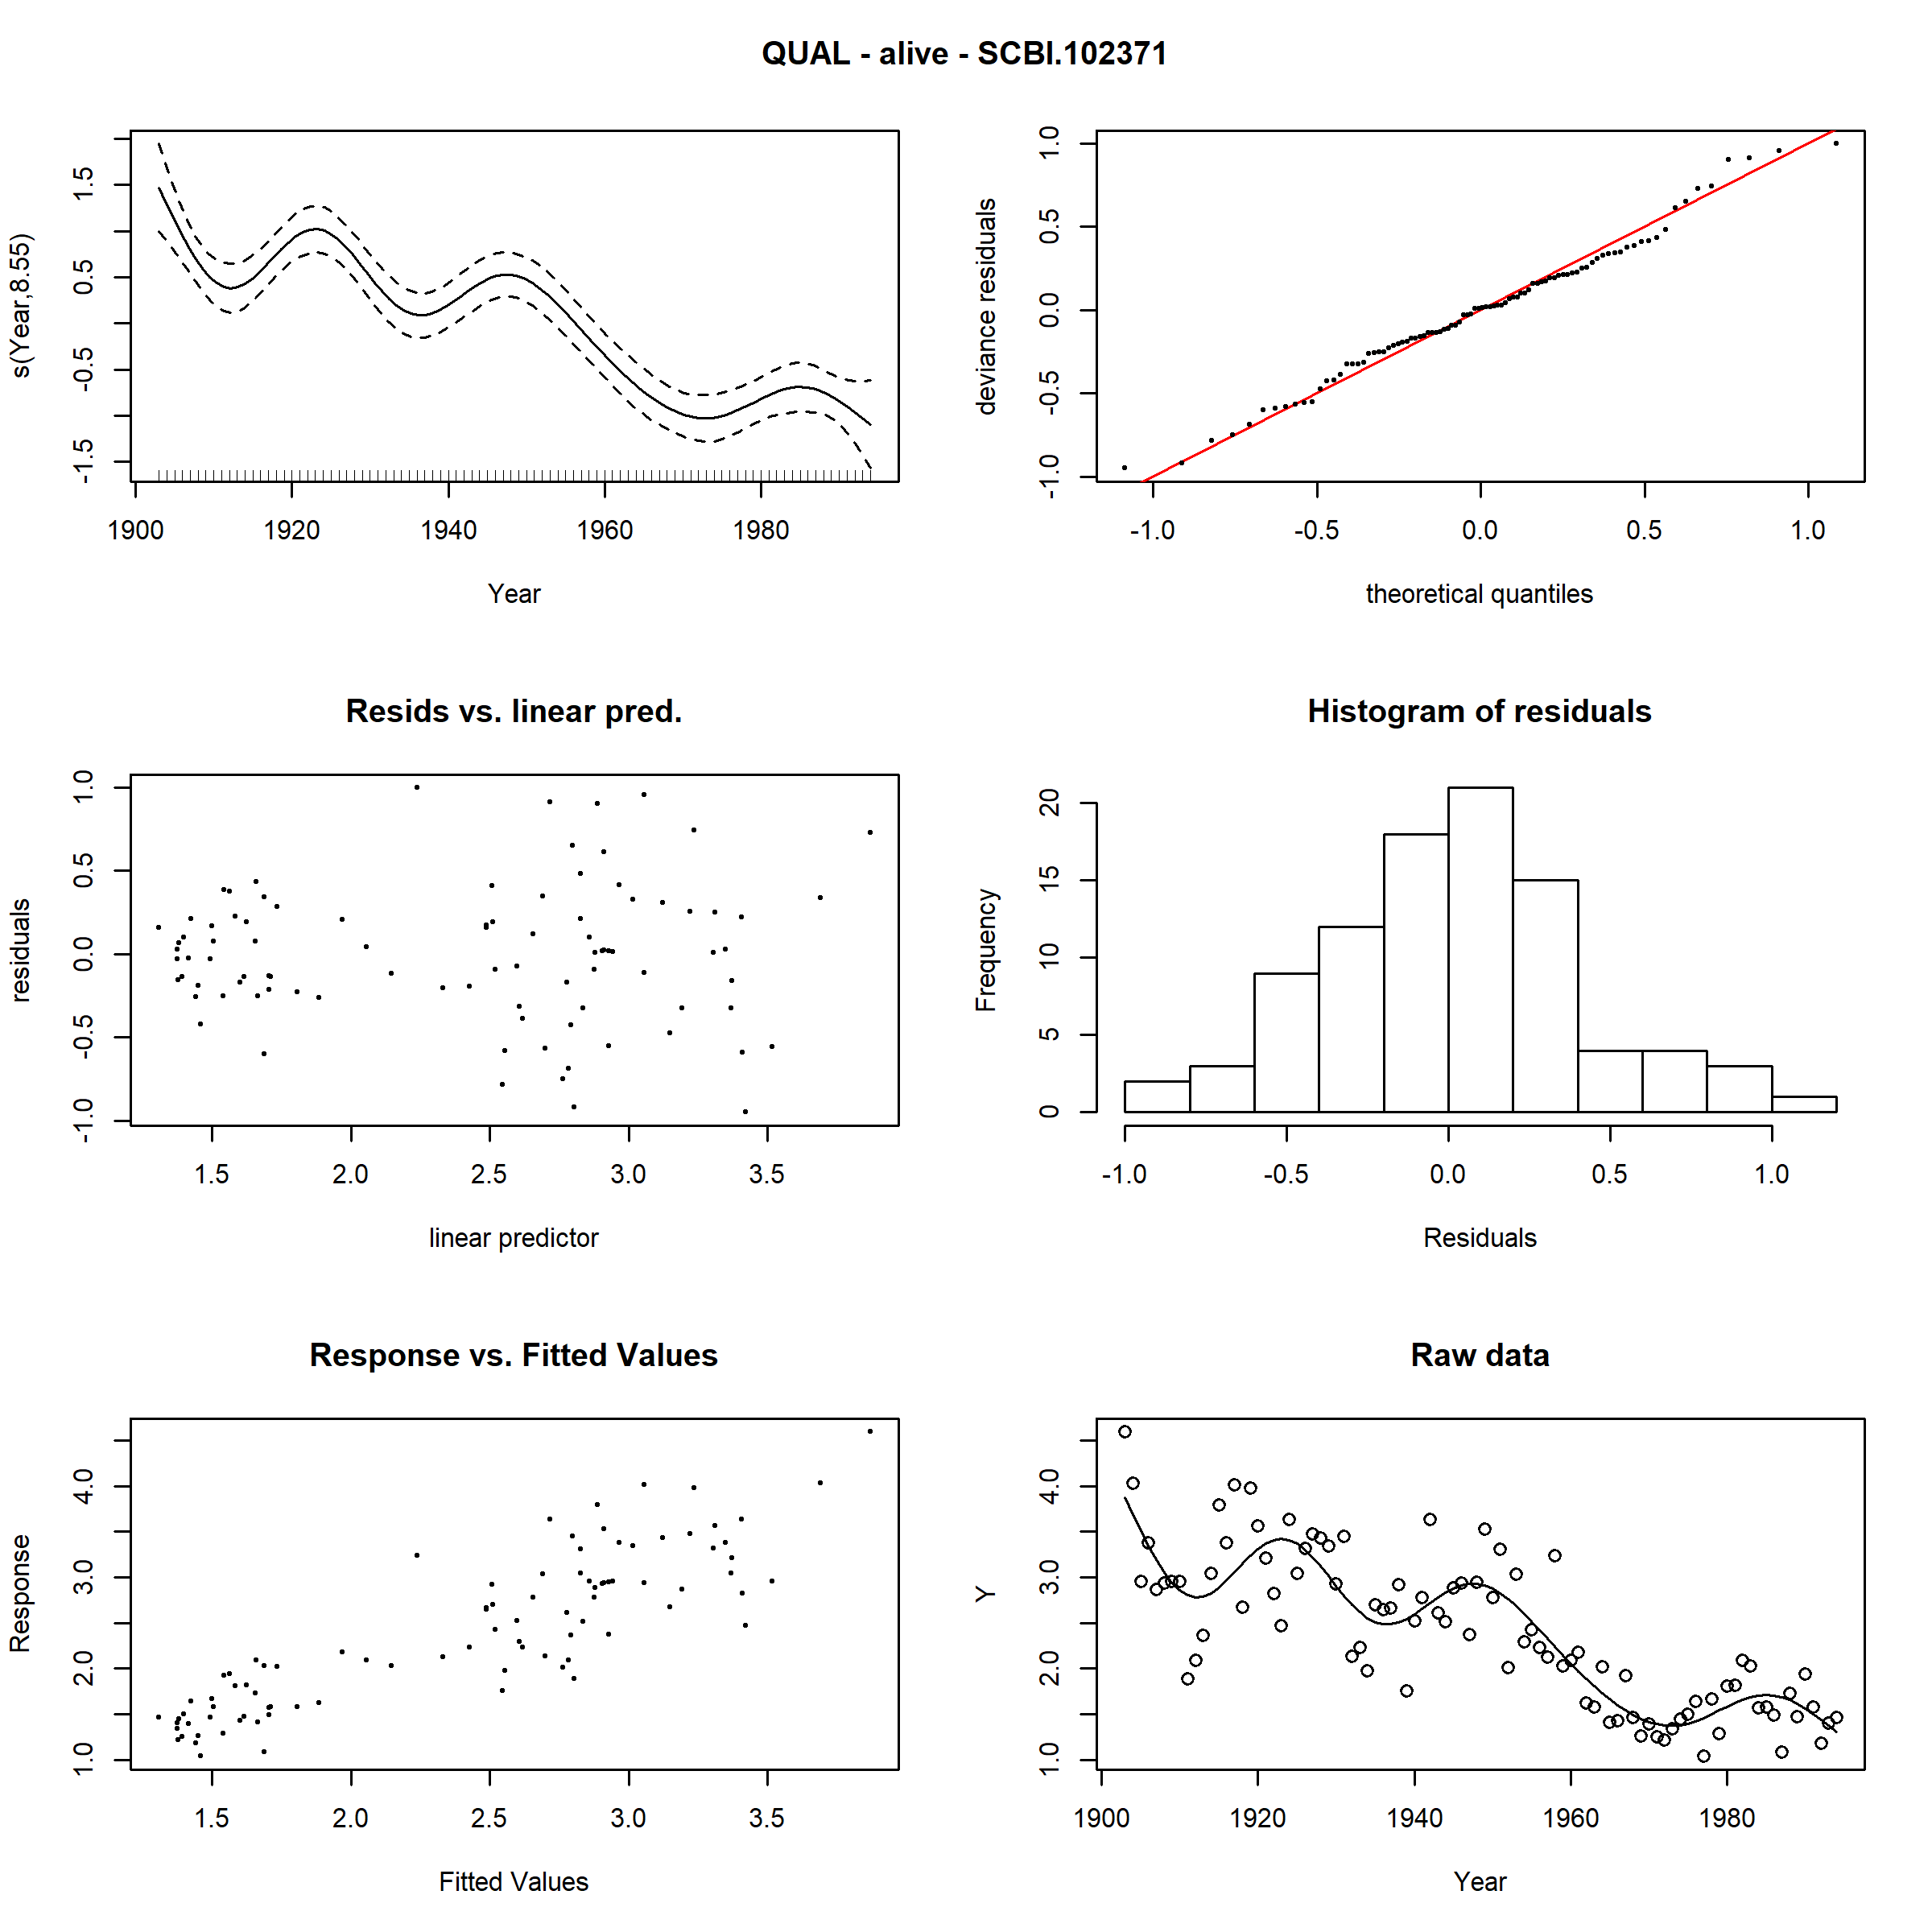 QUAL - alive - SCBI.102371
s(Year,8.55)
1.5
0.5
-0.5
-1.5
1900 1920 1940 1960 1980
Year
deviance residuals
1.0
0.5
0.0
-0.5
-1.0
-1.0 -0.5 0.0 0.5 1.0
theoretical quantiles
Resids vs. linear pred.
residuals
1.0
0.5
0.0
-0.5
-1.0
1.5 2.0 2.5 3.0 3.5
linear predictor
Histogram of residuals
Frequency
20
15
10
5
0
-1.0 -0.5 0.0 0.5 1.0
Residuals
Response vs. Fitted Values
Response
4.0
3.0
2.0
1.0
1.5 2.0 2.5 3.0 3.5
Fitted Values
Raw data
Y
4.0
3.0
2.0
1.0
1900 1920 1940 1960 1980
Year